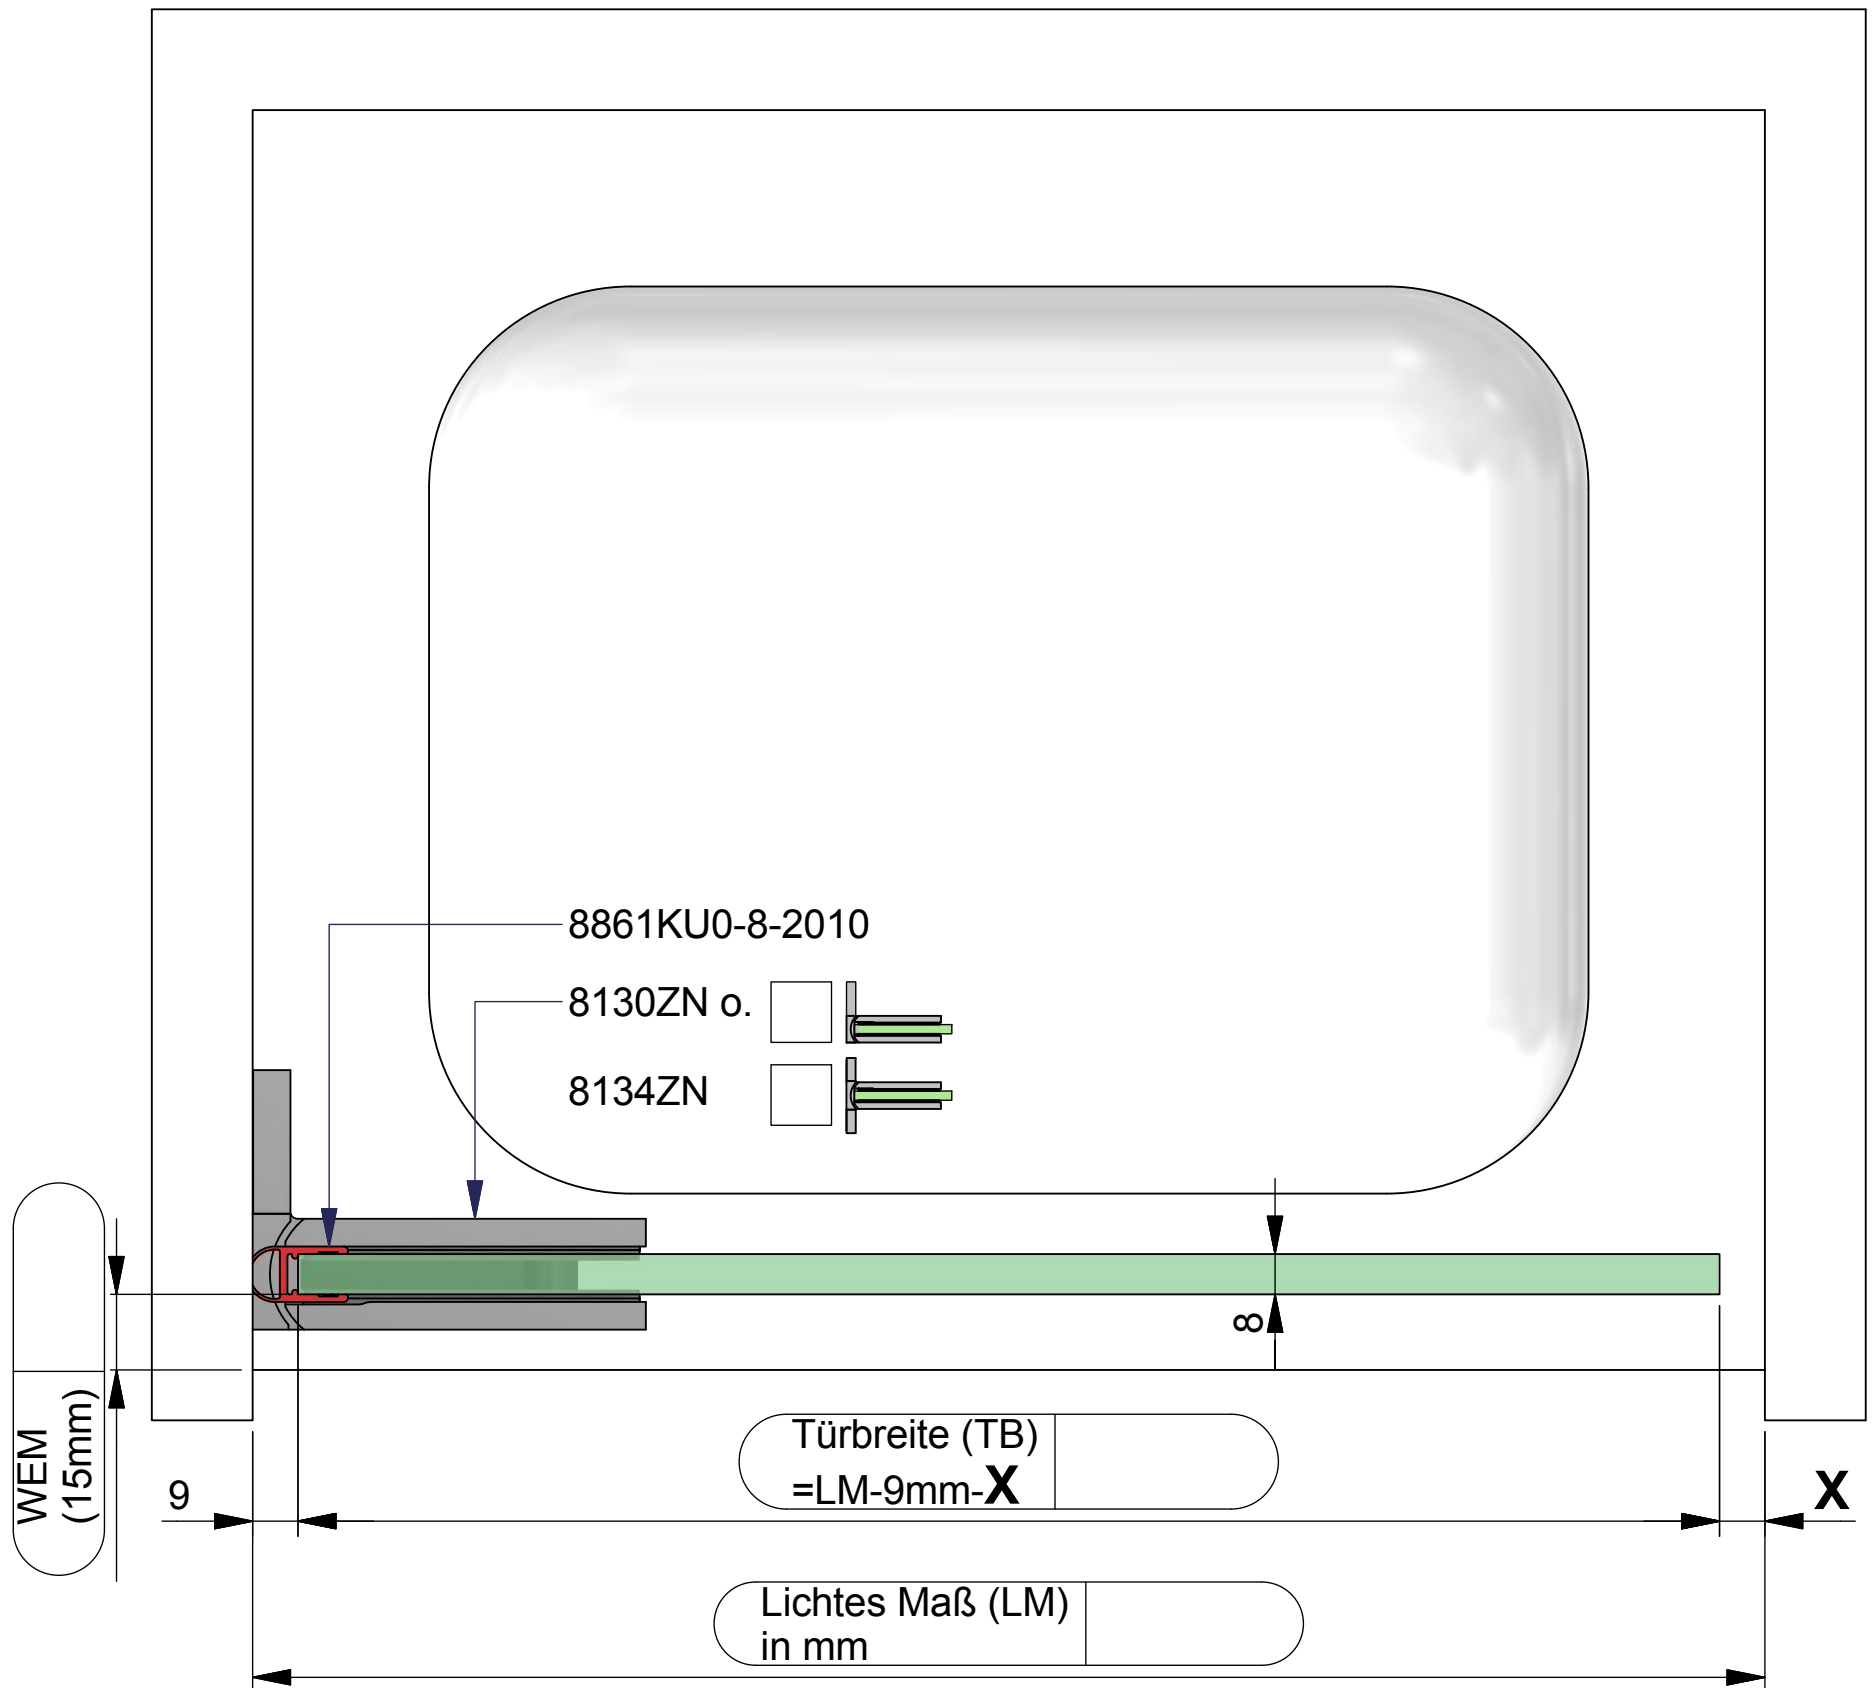 8861KU0-8-2010
8130ZN o.
8134ZN
8
WEM
(15mm)
Türbreite (TB)
=LM-9mm-X
9
X
Lichtes Maß (LM)
in mm